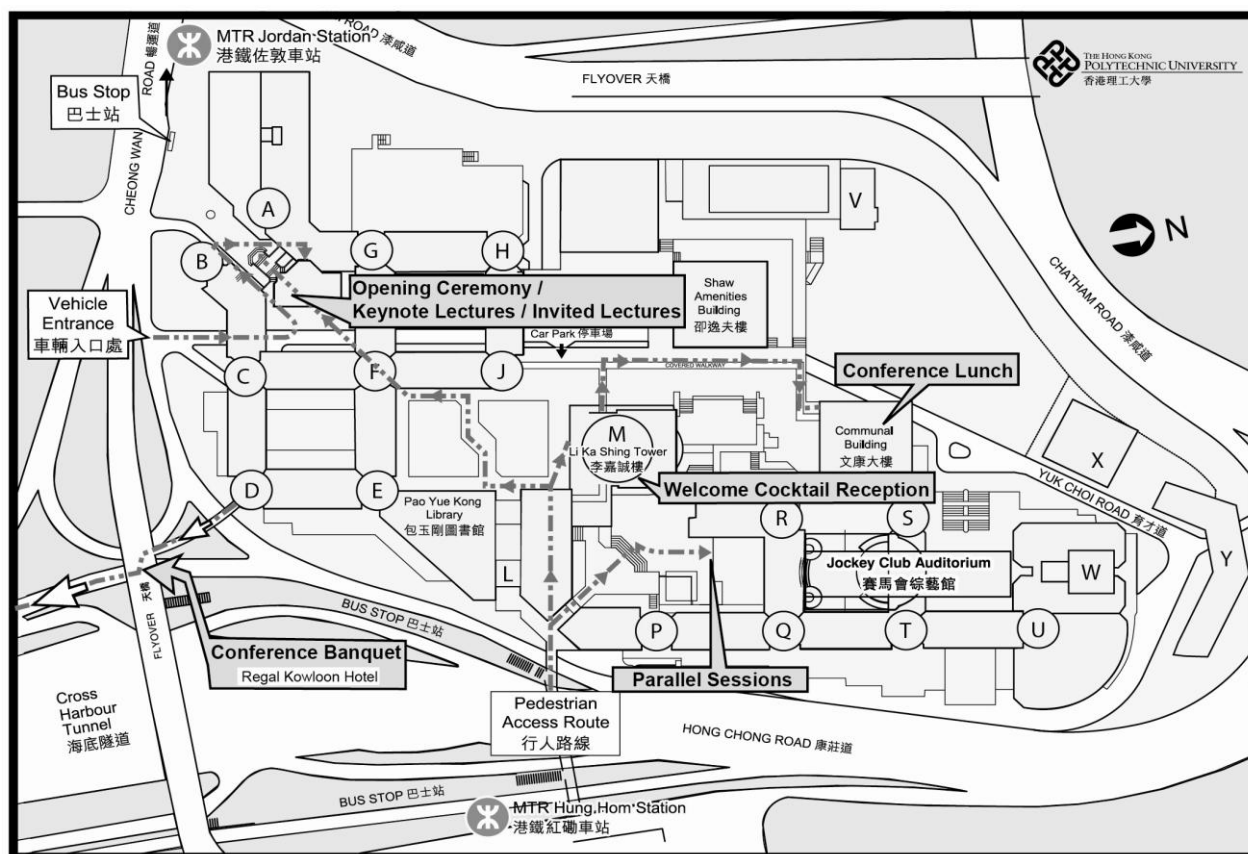 MTR Jordan Station
港鐵佐敦車站
ROAD 漆咸道
THE HONG KONG
POLYTECHNIC UNIVERSITY
香港理工大學
FLYOVER 天橋
Bus Stop
巴士站
CHEONG WAN
ROAD 暢運道
A
V
N
G
H
B
Opening Ceremony /
Keynote Lectures / Invited Lectures
Shaw
Amenities
Building
邵逸夫樓
CHATHAM ROAD 漆咸道
Vehicle
Entrance
車輛入口處
Car Park 停車場
COVERED WALKWAY
Conference Lunch
C
F
J
M
Li Ka Shing Tower
李嘉誠樓
Communal
Building
文康大樓
X
YUK CHOI ROAD 育才道
D
E
Welcome Cocktail Reception
Pao Yue Kong
Library
包玉剛圖書館
R
S
L
Jockey Club Auditorium
賽馬會綜藝館
W
Y
FLYOVER 天橋
BUS STOP 巴士站
P
Q
T
U
Conference Banquet
Regal Kowloon Hotel
Parallel Sessions
Cross
Harbour
Tunnel
海底隧道
Pedestrian
Access Route
行人路線
HONG CHONG ROAD 康莊道
BUS STOP 巴士站
MTR Hung Hom Station
港鐵紅磡車站